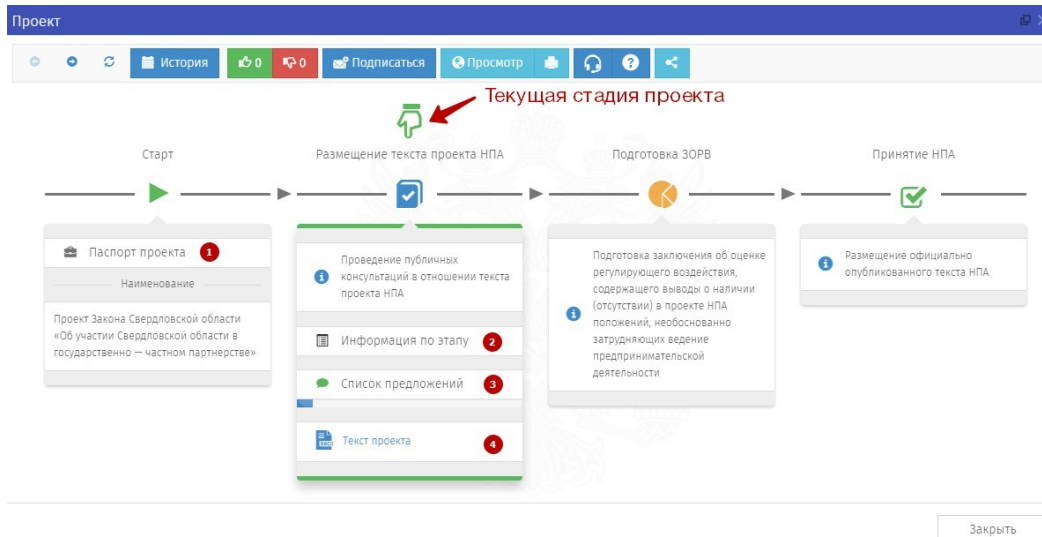 Проект
История
0
0
Подписаться
Просмотр
?
Текущая стадия проекта
Старт
Размещение текста проекта НПА
Подготовка ЗОРВ
Принятие НПА
Паспорт проекта 1
Наименование
Проект Закона Свердловской области
«Об участии Свердловской области в
государственно — частном партнерстве»
Проведение публичных
консультаций в отношении текста
проекта НПА
Информация по этапу 2
Список предложений 3
Текст проекта 4
Подготовка заключения об оценке
регулирующего воздействия,
содержащего выводы о наличии
(отсутствии) в проекте НПА
положений, необоснованно
затрудняющих ведение
предпринимательской
деятельности
Размещение официально
опубликованного текста НПА
Закрыть